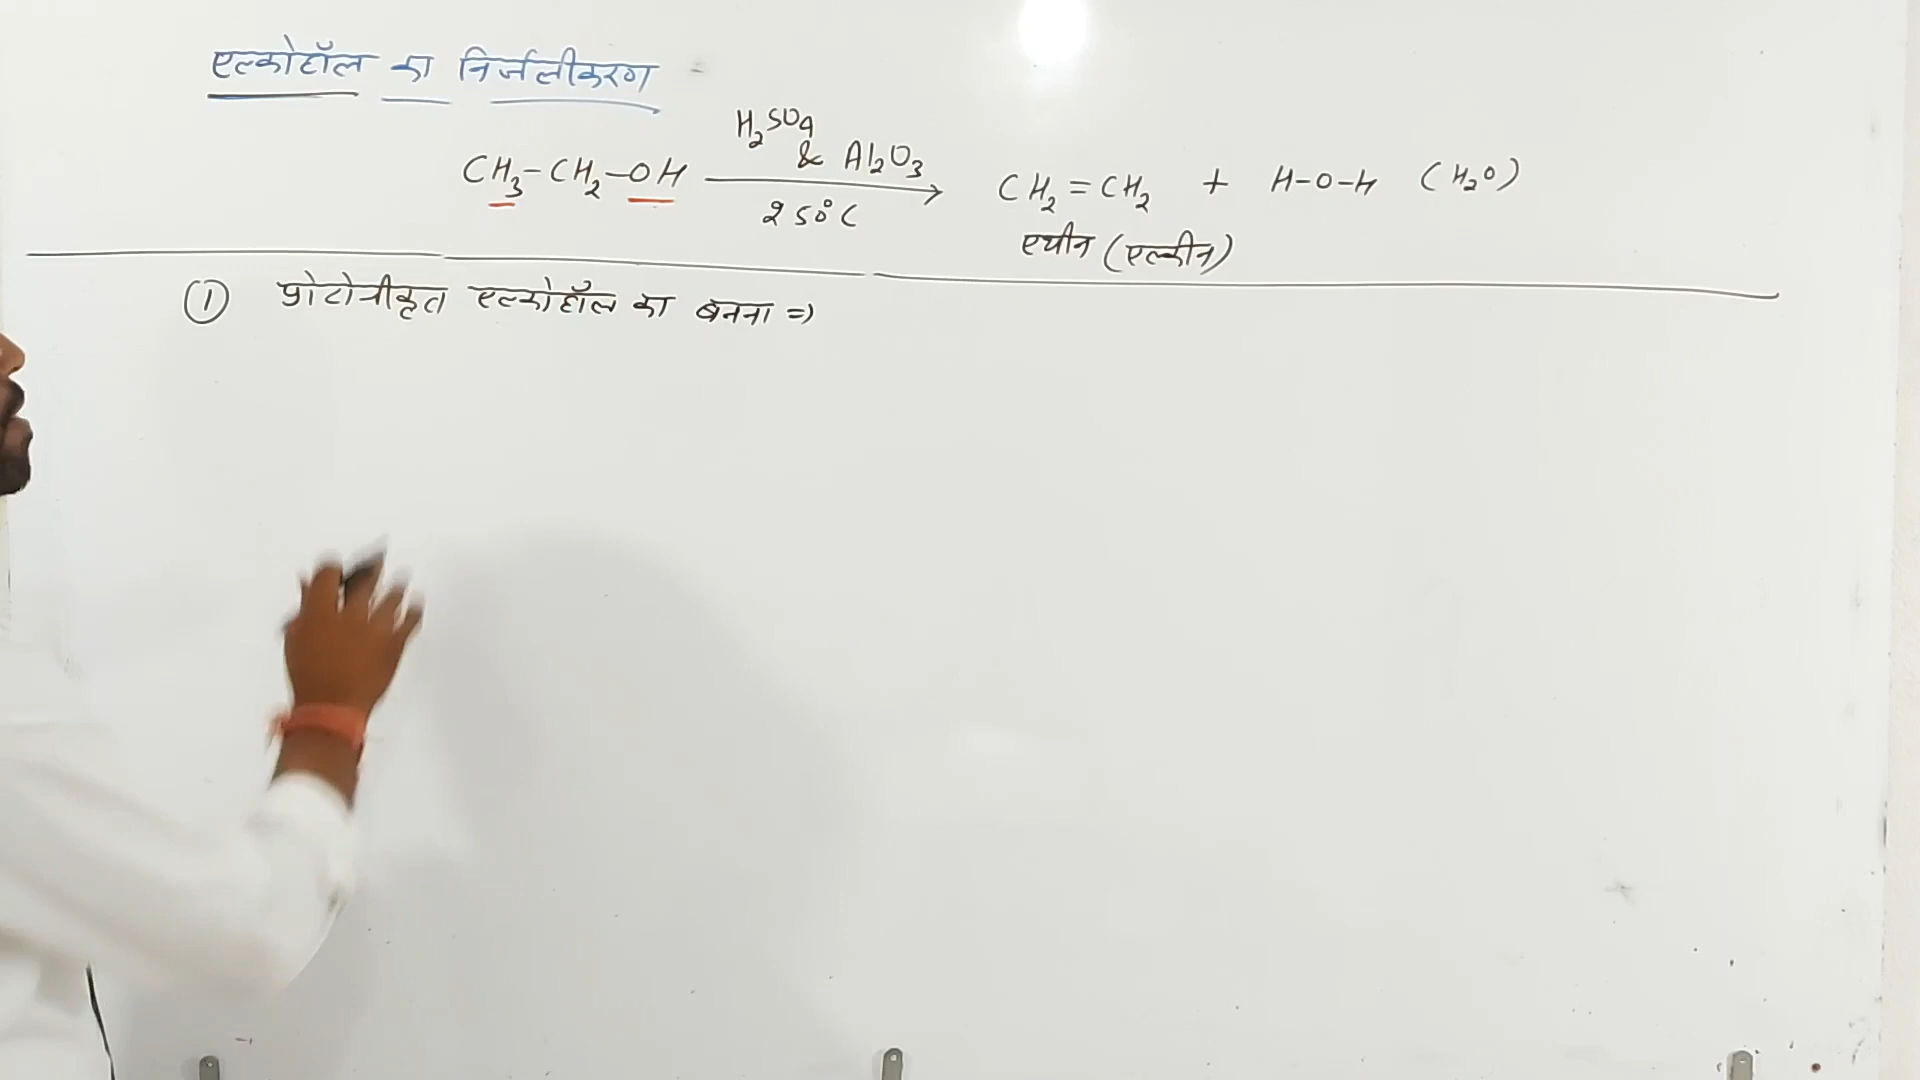 एल्कोहॉल का निर्जलीकरण
CH3-CH2-OH H2SO4 & Al2O3 250°C → CH2=CH2 + H-O-H (H2O)
एथीन (एल्कीन)
① प्रोटोनीकृत एल्कोहॉल का बनना =>